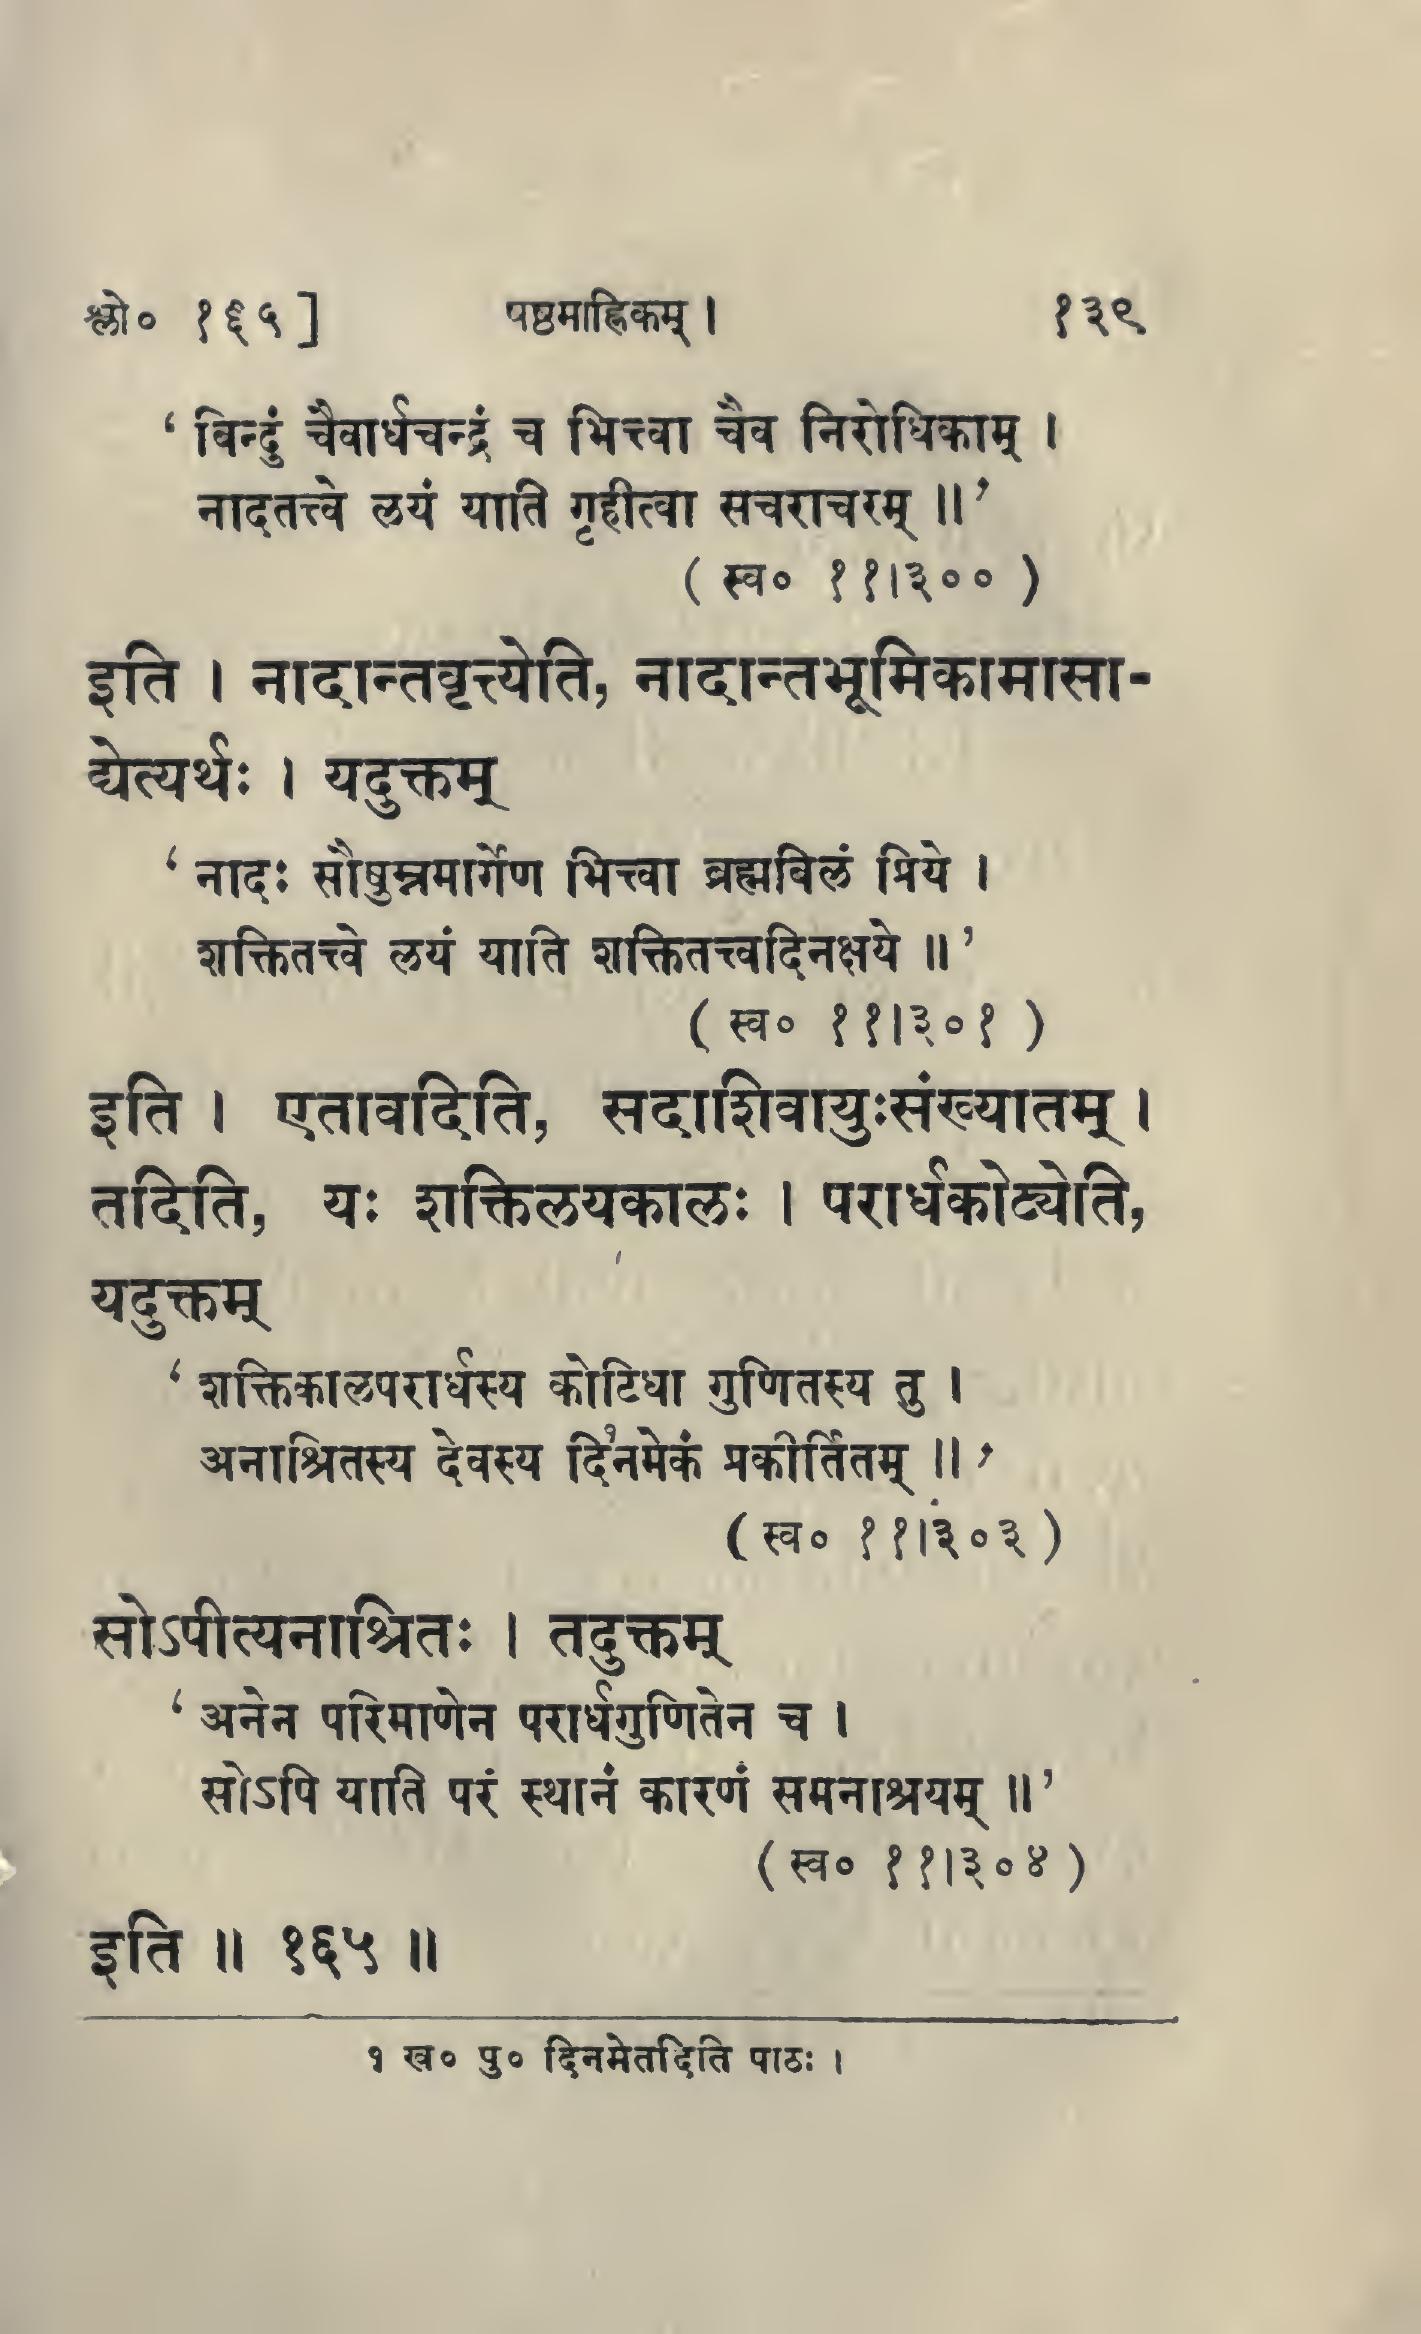 श्लो० १६५]
षष्ठमाह्निकम् ।
१३९
‘ बिन्दुं चैवार्धचन्द्रं च भित्त्वा चैव निरोधिकाम् ।
नादतत्त्वे लयं याति गृहीत्वा सचराचरम् ॥’
( स्व० ११।३०० )
इति । नादान्तवृत्त्येति, नादान्तभूमिकामासा-
द्येत्यर्थः । यदुक्तम्
‘ नादः सौषुम्नमार्गेण भित्त्वा ब्रह्मबिलं प्रिये ।
शक्तितत्त्वे लयं याति शक्तितत्त्वदिनक्षये ॥’
( स्व० ११।३०१ )
इति । एतावदिति, सदाशिवायुःसंख्यातम् ।
तदिति, यः शक्तिलयकालः । परार्धकोट्येति,
यदुक्तम्
‘ शक्तिकालपरार्धस्य कोटिधा गुणितस्य तु ।
अनाश्रितस्य देवस्य दि१नमेकं प्रकीर्तितम् ॥’
( स्व० ११।३०३ )
सोऽपीत्यनाश्रितः । तदुक्तम्
‘ अनेन परिमाणेन परार्धगुणितेन च ।
सोऽपि याति परं स्थानं कारणं समनाश्रयम् ॥’
( स्व० ११।३०४ )
इति ॥ १६५ ॥
१ ख० पु० दिनमेतदिति पाठः ।